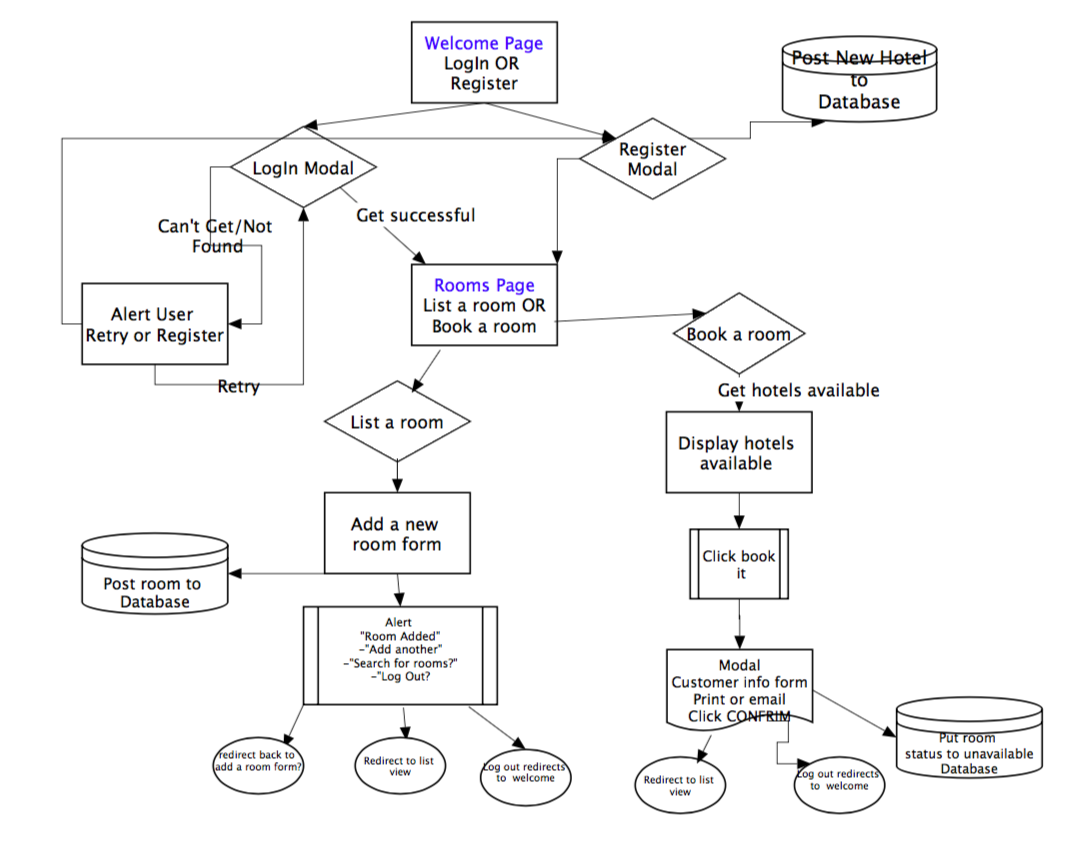 Welcome Page
LogIn OR
Register
Post New Hotel
to
Database
LogIn Modal
Register
Modal
Get successful
Can't Get/Not
Found
Rooms Page
List a room OR
Book a room
Alert User
Retry or Register
Book a room
Retry
Get hotels available
List a room
Display hotels
available
Add a new
room form
Click book
it
Post room to
Database
Alert
"Room Added"
-"Add another"
-"Search for rooms?"
-"Log Out?
Modal
Customer info form
Print or email
Click CONFRIM
Put room
status to unavailable
Database
redirect back to
add a room form?
Redirect to list
view
Log out redirects
to welcome
Redirect to list
view
Log out redirects
to welcome